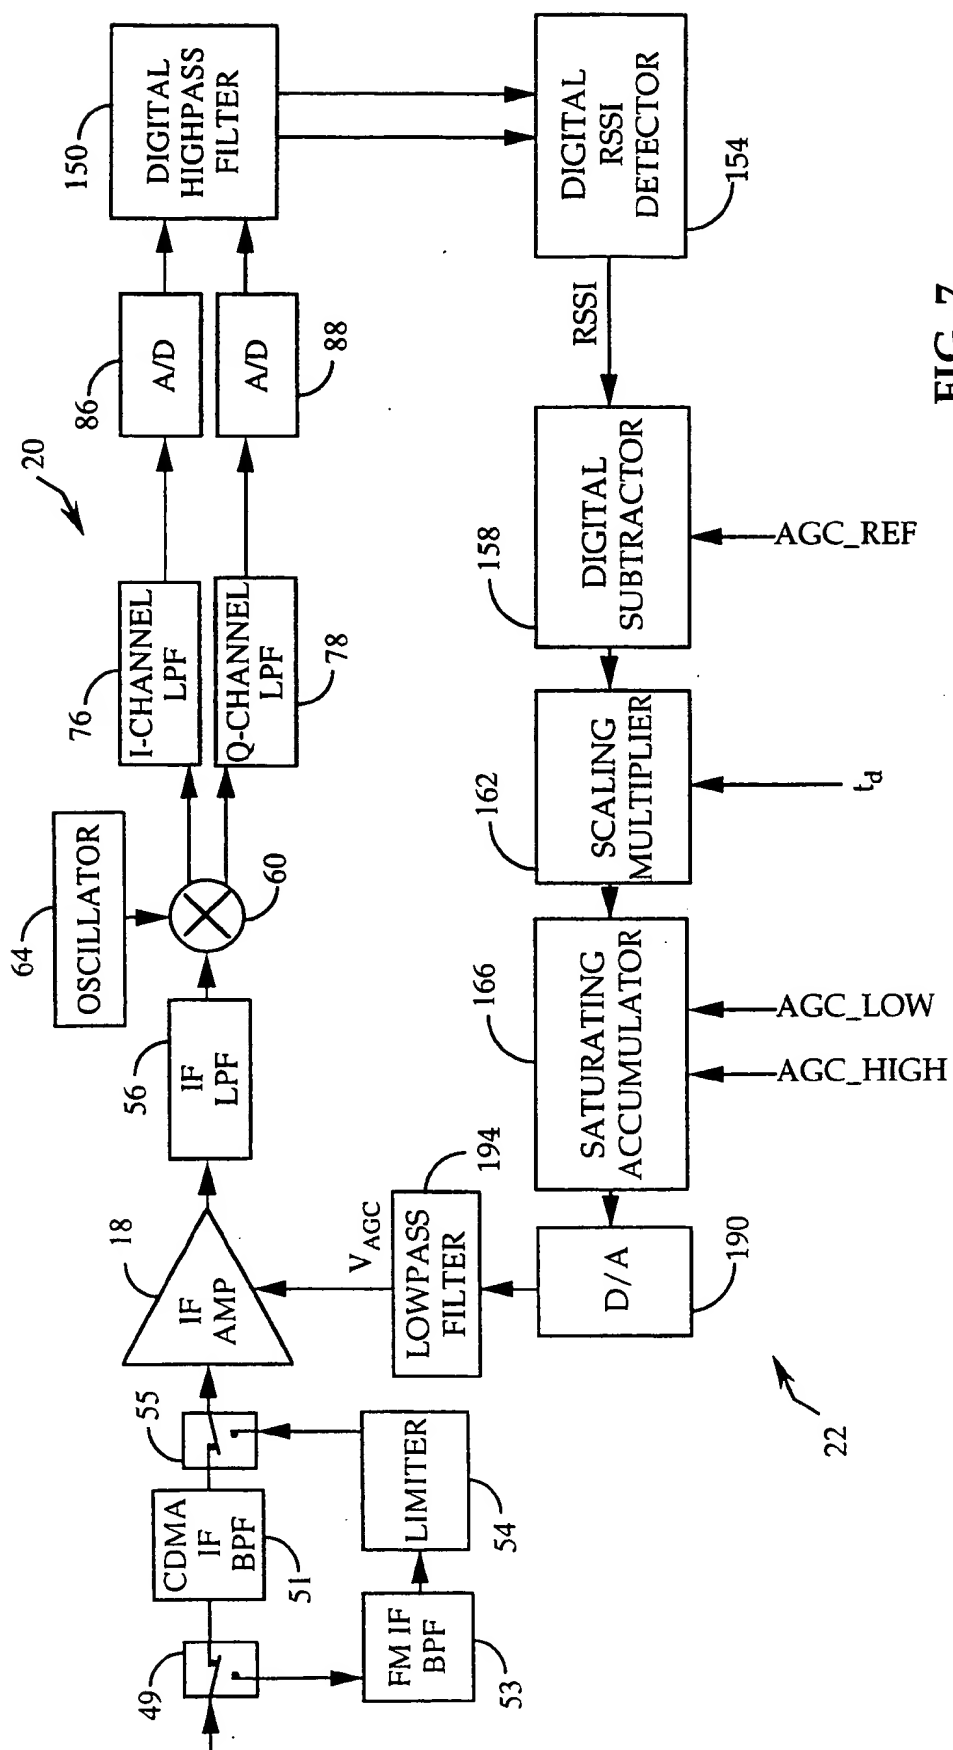 49
CDMA
IF
BPF
51
55
FM IF
BPF
53
LIMITER
54
IF
AMP
18
IF
LPF
56
OSCILLATOR
64
60
I-CHANNEL
LPF
76
Q-CHANNEL
LPF
78
20
A/D
86
A/D
88
DIGITAL
HIGHPASS
FILTER
150
DIGITAL
RSSI
DETECTOR
154
RSSI
DIGITAL
SUBTRACTOR
158
AGC_REF
SCALING
MULTIPLIER
162
t_d
SATURATING
ACCUMULATOR
166
AGC_LOW
AGC_HIGH
D/A
190
LOWPASS
FILTER
194
V_AGC
22
FIG. 7